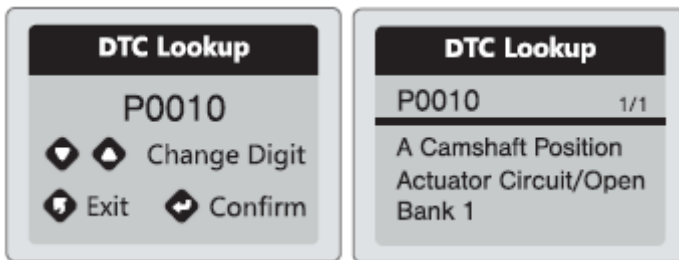 DTC Lookup
P0010
Change Digit
Exit Confirm
DTC Lookup
P0010 1/1
A Camshaft Position
Actuator Circuit/Open
Bank 1